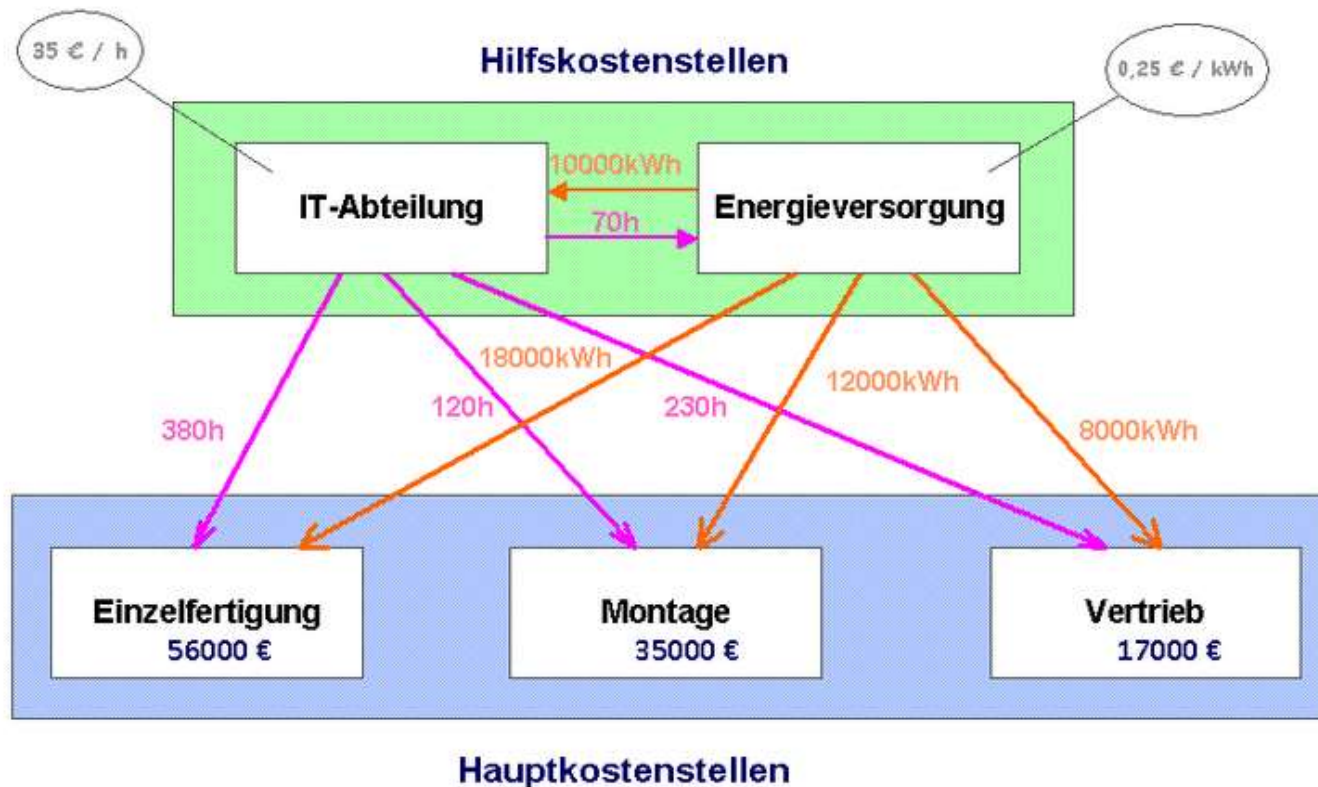 35 € / h
Hilfskostenstellen
0,25 € / kWh
10000kWh
IT-Abteilung
Energieversorgung
70h
18000kWh
12000kWh
380h
120h
230h
8000kWh
Einzelfertigung
56000 €
Montage
35000 €
Vertrieb
17000 €
Hauptkostenstellen